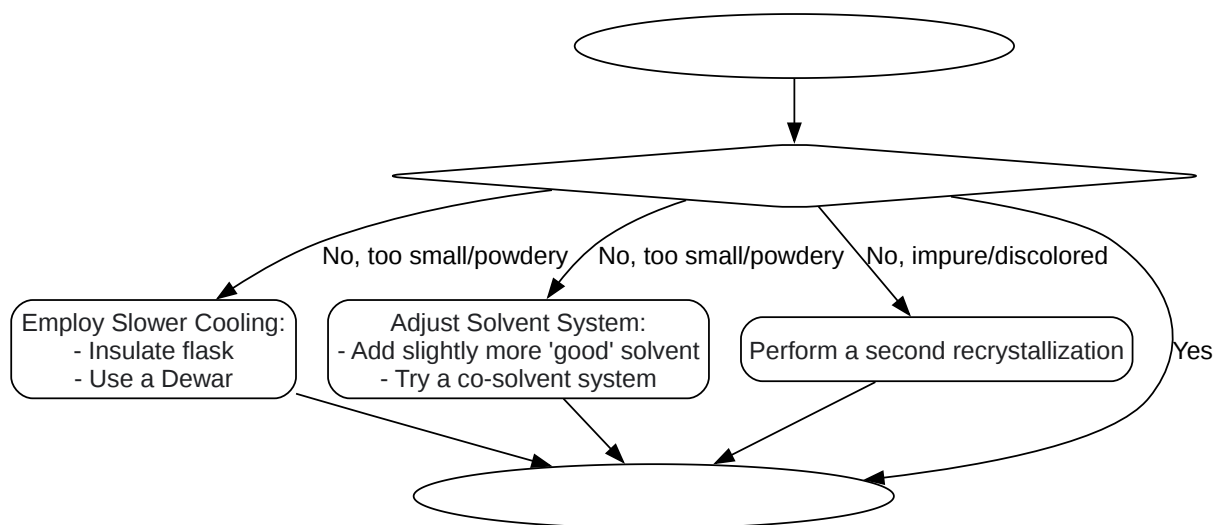 No, too small/powdery
No, too small/powdery
No, impure/discolored
Employ Slower Cooling:
- Insulate flask
- Use a Dewar
Adjust Solvent System:
- Add slightly more 'good' solvent
- Try a co-solvent system
Perform a second recrystallization
Yes